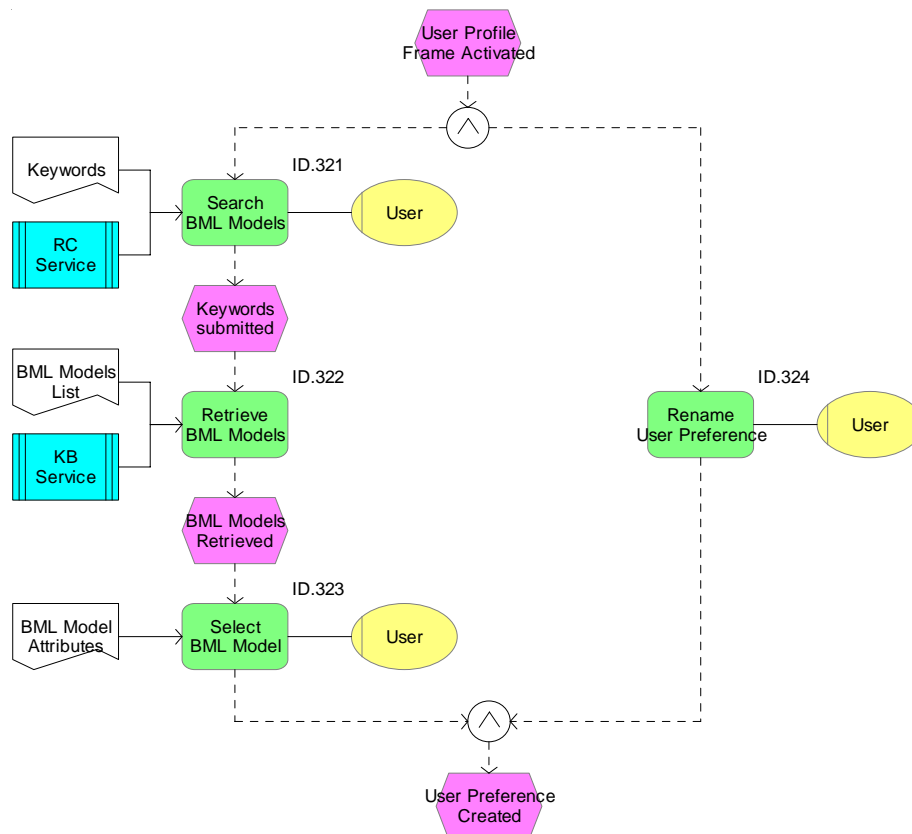 User Profile
Frame Activated
ID.321
Keywords
Search
BML Models
User
RC
Service
Keywords
submitted
ID.322
BML Models
List
Retrieve
BML Models
KB
Service
ID.324
Rename
User Preference
User
BML Models
Retrieved
ID.323
BML Model
Attributes
Select
BML Model
User
User Preference
Created